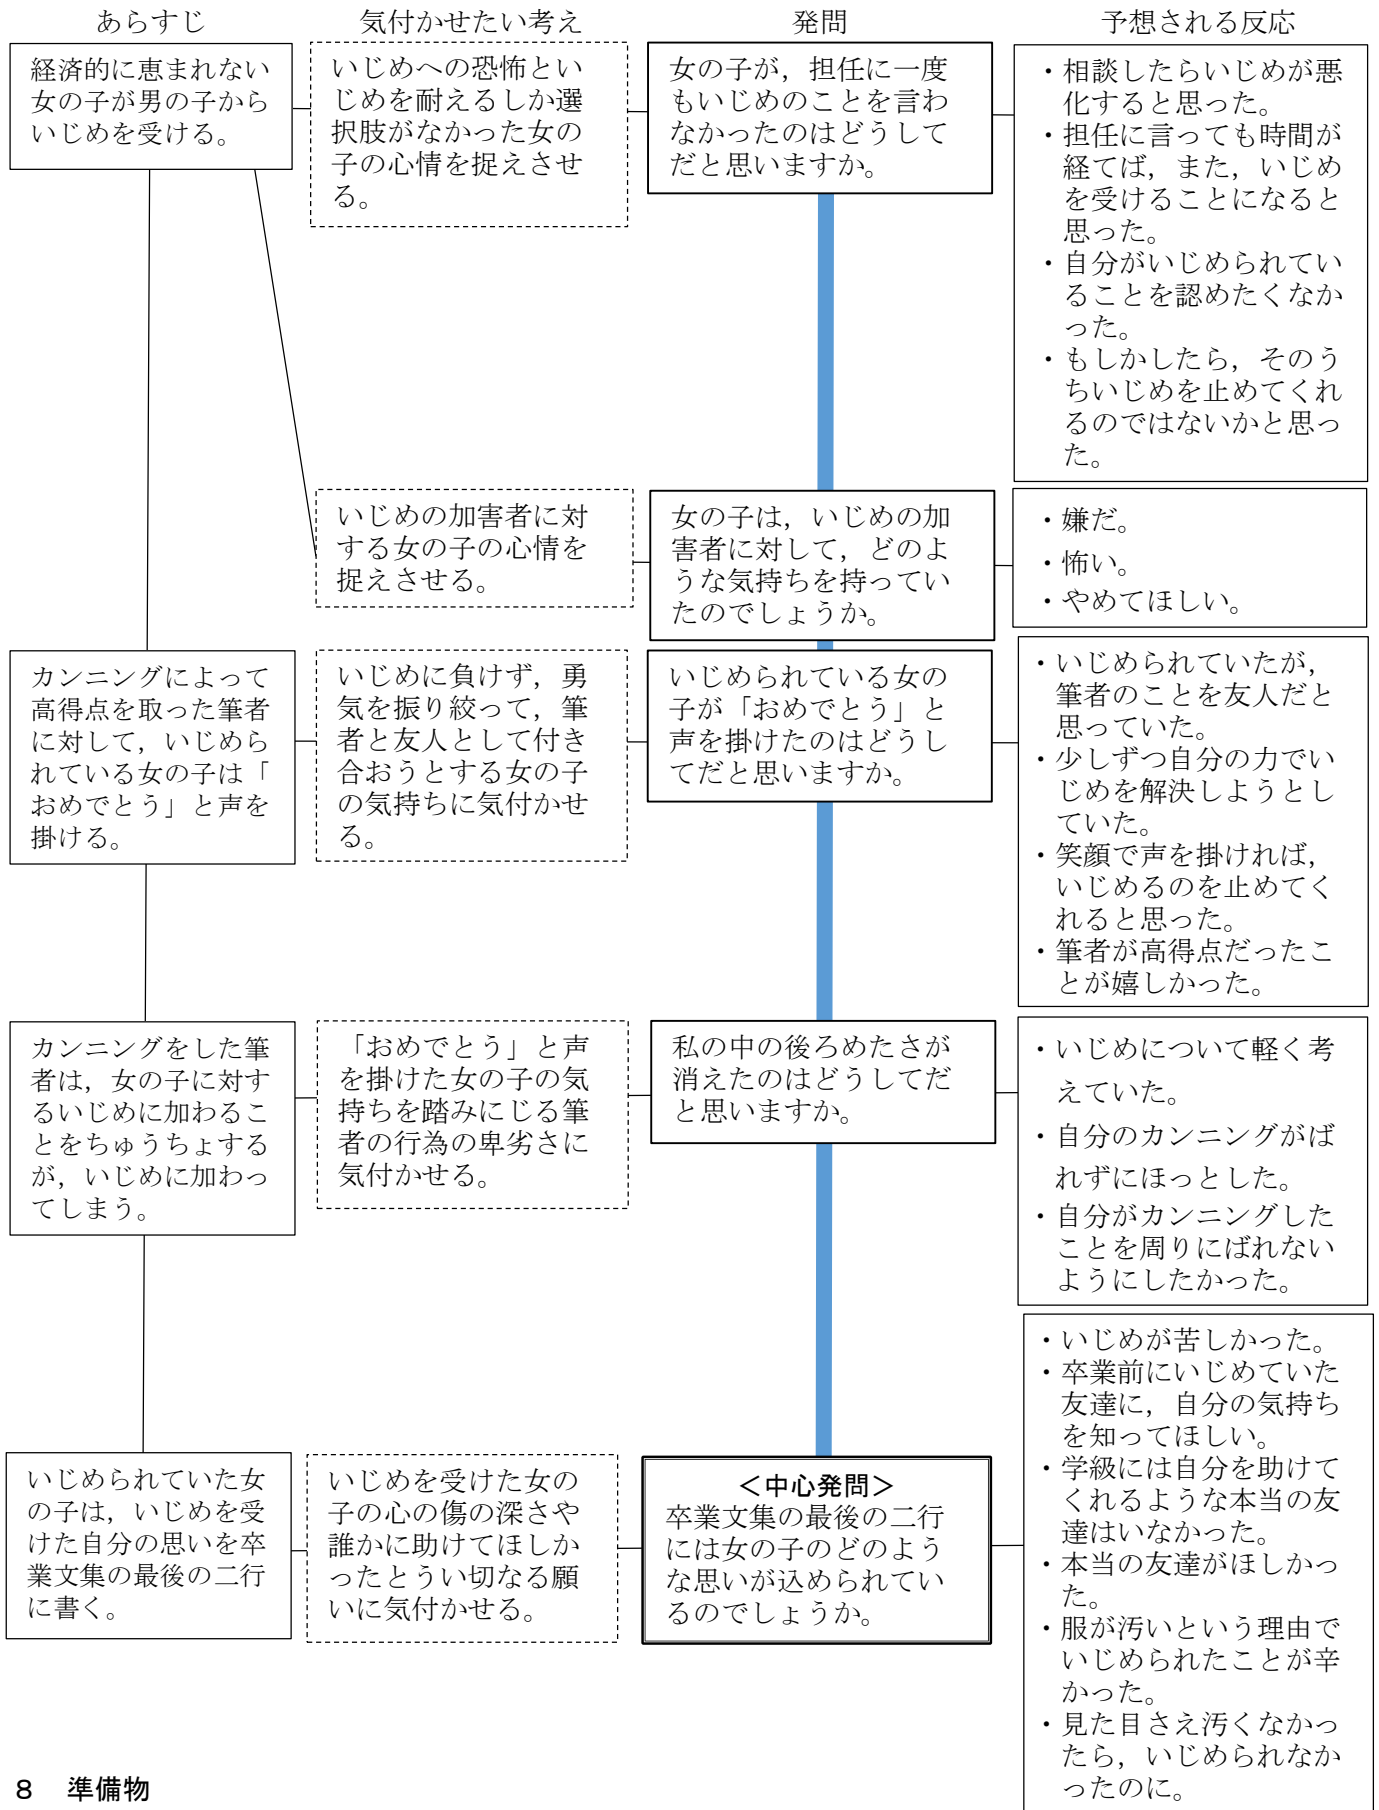 あらすじ
気付かせたい考え
発問
予想される反応
経済的に恵まれない
女の子が男の子から
いじめを受ける。
いじめへの恐怖とい
じめを耐えるしか選
択肢がなかった女の
子の心情を捉えさせ
る。
女の子が，担任に一度
もいじめのことを言わ
なかったのはどうして
だと思いますか。
・相談したらいじめが悪
化すると思った。
・担任に言っても時間が
経てば，また，いじめ
を受けることになると
思った。
・自分がいじめられてい
ることを認めたくなか
った。
・もしかしたら，そのう
ちいじめを止めてくれ
るのではないかと思っ
た。
いじめの加害者に対
する女の子の心情を
捉えさせる。
女の子は，いじめの加
害者に対して，どのよ
うな気持ちを持ってい
たのでしょうか。
・嫌だ。
・怖い。
・やめてほしい。
カンニングによって
高得点を取った筆者
に対して，いじめら
れている女の子は「
おめでとう」と声を
掛ける。
いじめに負けず，勇
気を振り絞って，筆
者と友人として付き
合おうとする女の子
の気持ちに気付かせ
る。
いじめられている女の
子が「おめでとう」と
声を掛けたのはどうし
てだと思いますか。
・いじめられていたが，
筆者のことを友人だと
思っていた。
・少しずつ自分の力でい
じめを解決しようとし
ていた。
・笑顔で声を掛ければ，
いじめるのを止めてく
れると思った。
・筆者が高得点だったこ
とが嬉しかった。
カンニングをした筆
者は，女の子に対す
るいじめに加わるこ
とをちゅうちょする
が，いじめに加わっ
てしまう。
「おめでとう」と声
を掛けた女の子の気
持ちを踏みにじる筆
者の行為の卑劣さに
気付かせる。
私の中の後ろめたさが
消えたのはどうしてだ
と思いますか。
・いじめについて軽く考
えていた。
・自分のカンニングがば
れずにほっとした。
・自分がカンニングした
ことを周りにばれない
ようにしたかった。
いじめられていた女
の子は，いじめを受
けた自分の思いを卒
業文集の最後の二行
に書く。
いじめを受けた女の
子の心の傷の深さや
誰かに助けてほしか
ったとうい切なる願
いに気付かせる。
＜中心発問＞
卒業文集の最後の二行
には女の子のどのよう
な思いが込められてい
るのでしょうか。
・いじめが苦しかった。
・卒業前にいじめていた
友達に，自分の気持ち
を知ってほしい。
・学級には自分を助けて
くれるような本当の友
達はいなかった。
・本当の友達がほしかっ
た。
・服が汚いという理由で
いじめられたことが辛
かった。
・見た目さえ汚くなかっ
たら，いじめられなか
ったのに。
８　準備物